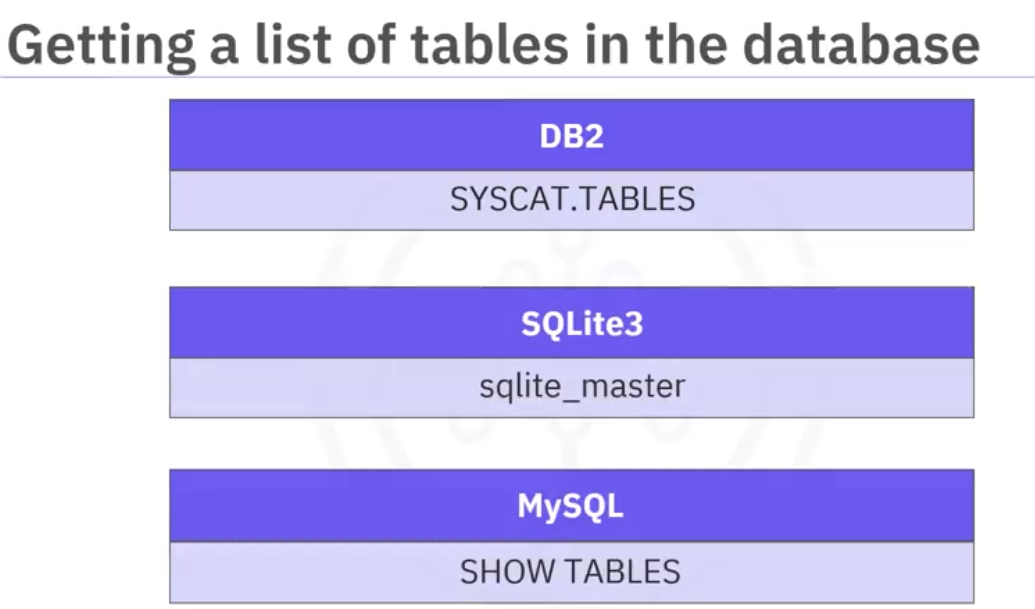 Getting a list of tables in the database
DB2
SYSCAT.TABLES
SQLite3
sqlite_master
MySQL
SHOW TABLES